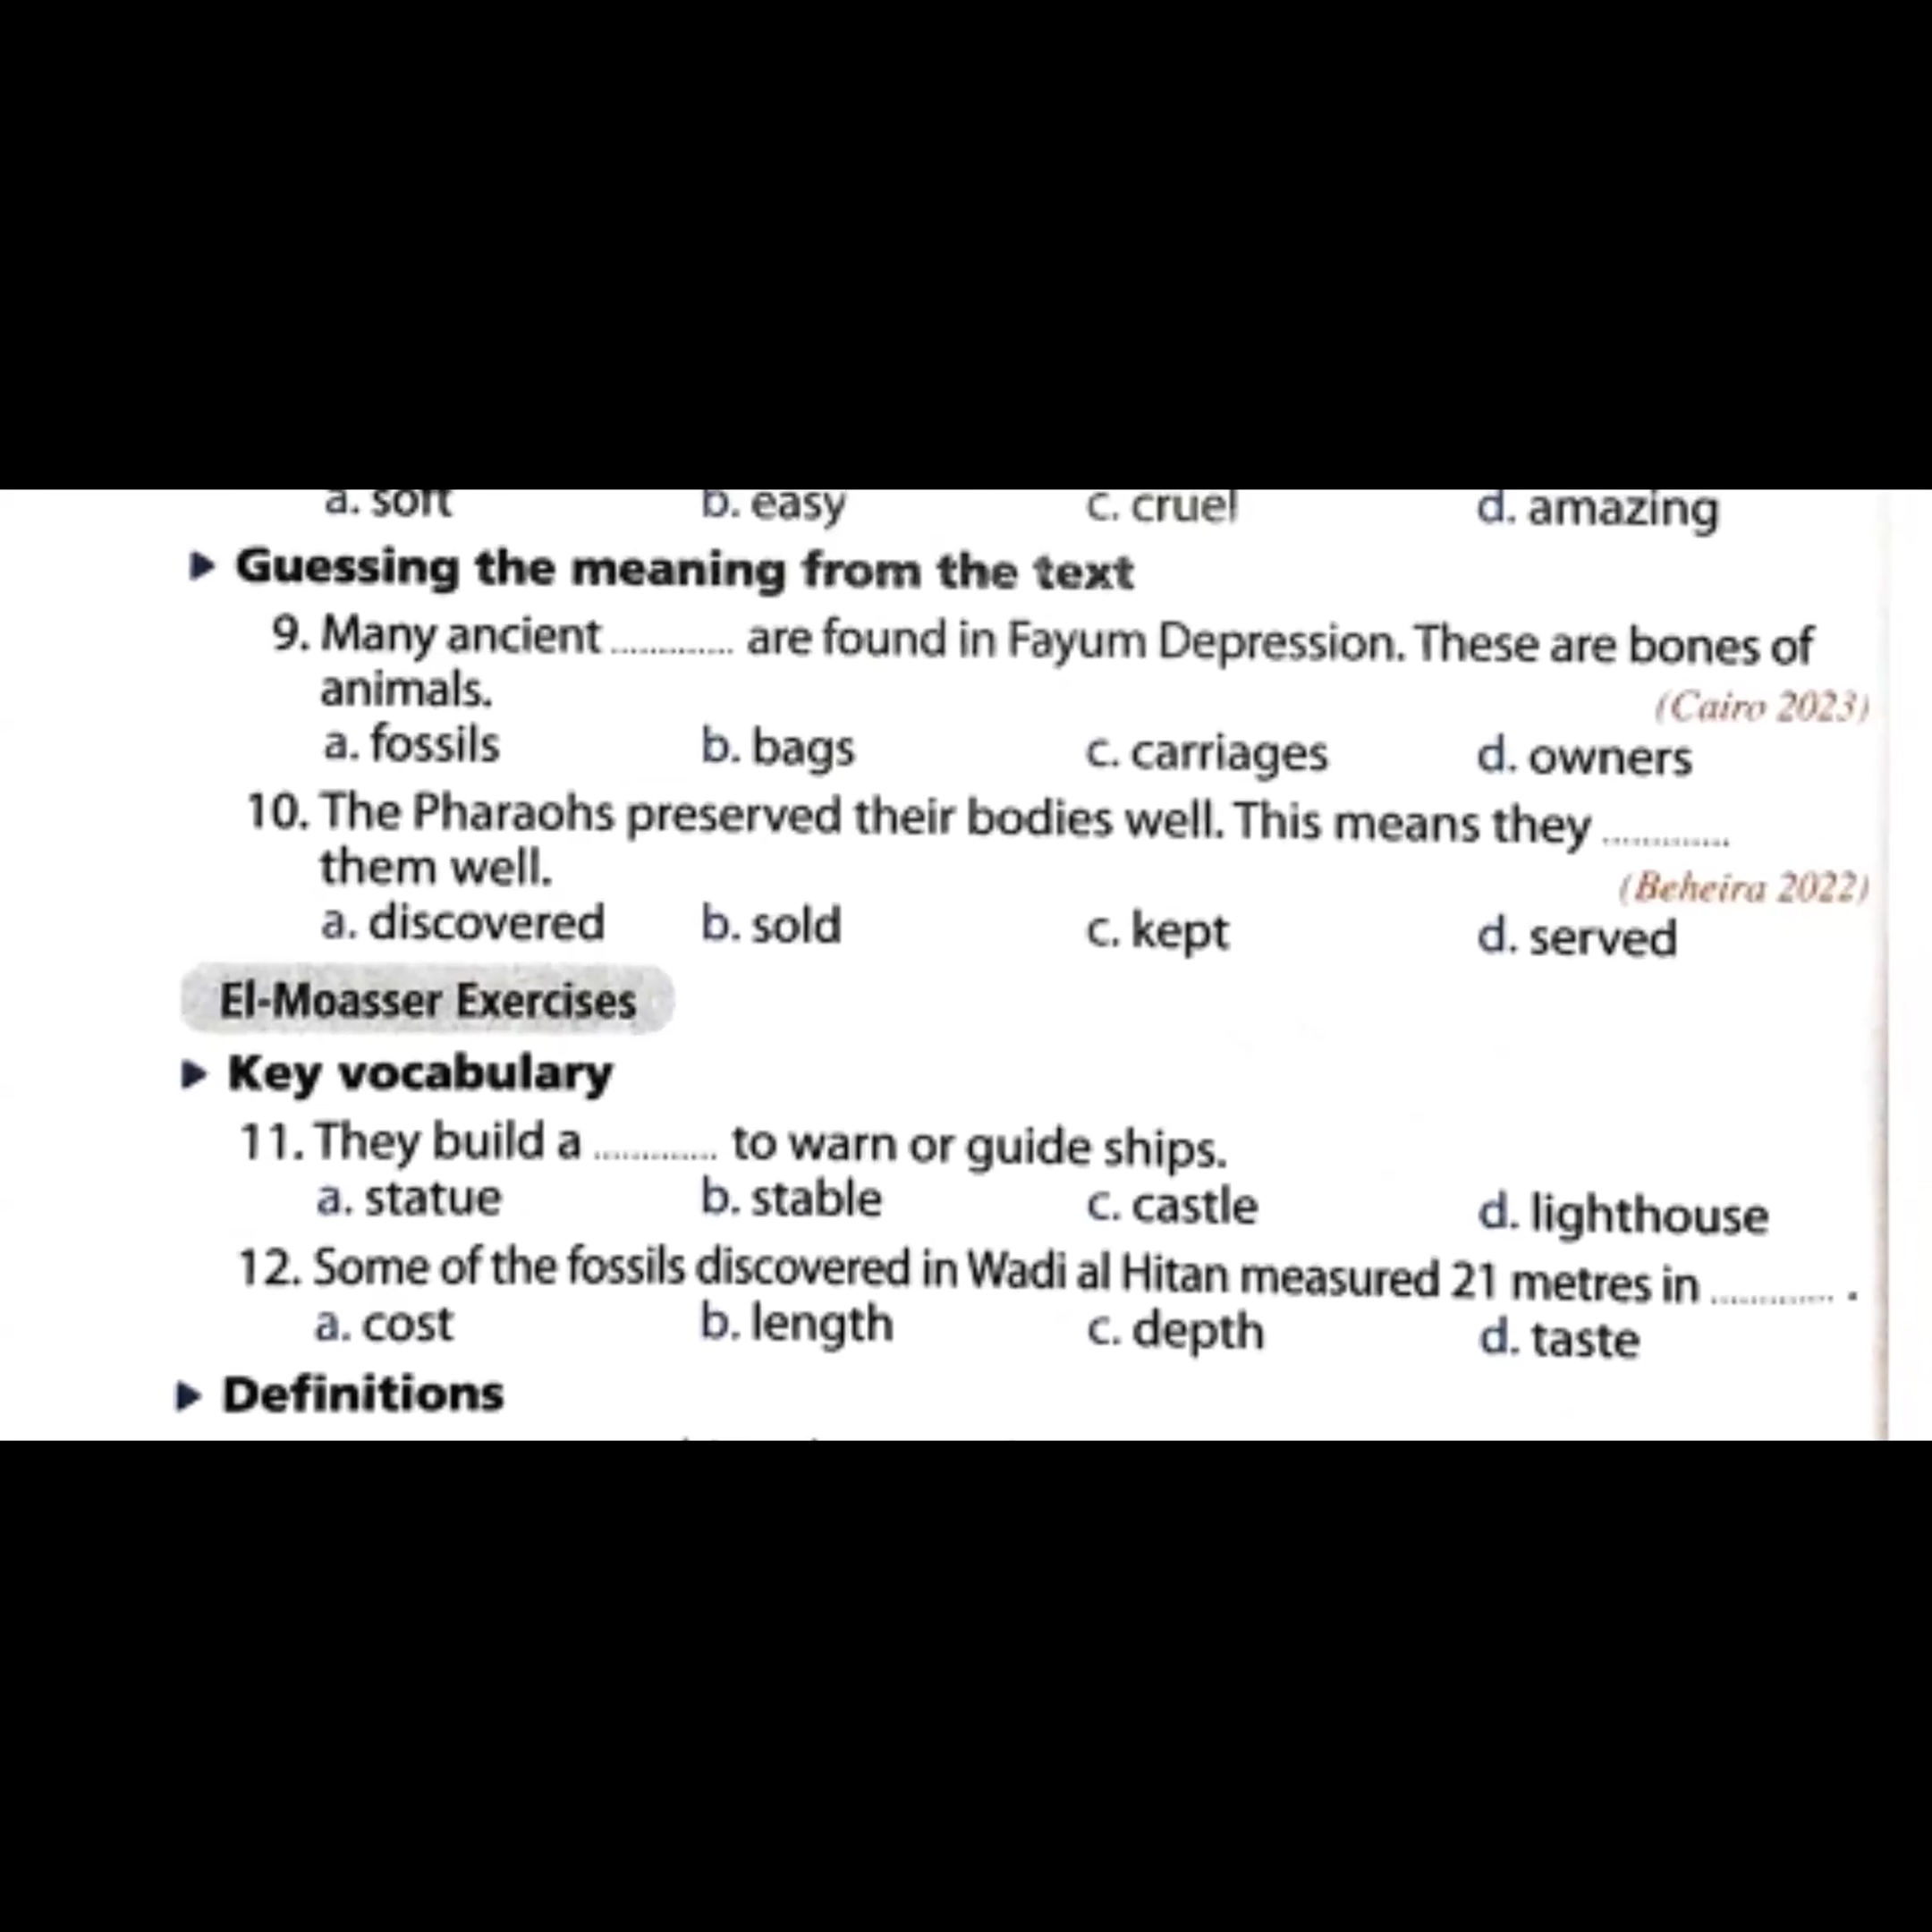 a. soft b. easy c. cruel d. amazing
▶ Guessing the meaning from the text
9. Many ancient ............. are found in Fayum Depression. These are bones of
animals. (Cairo 2023)
a. fossils b. bags c. carriages d. owners
10. The Pharaohs preserved their bodies well. This means they .............
them well. (Beheira 2022)
a. discovered b. sold c. kept d. served
El-Moasser Exercises
▶ Key vocabulary
11. They build a ............. to warn or guide ships.
a. statue b. stable c. castle d. lighthouse
12. Some of the fossils discovered in Wadi al Hitan measured 21 metres in ............. .
a. cost b. length c. depth d. taste
▶ Definitions